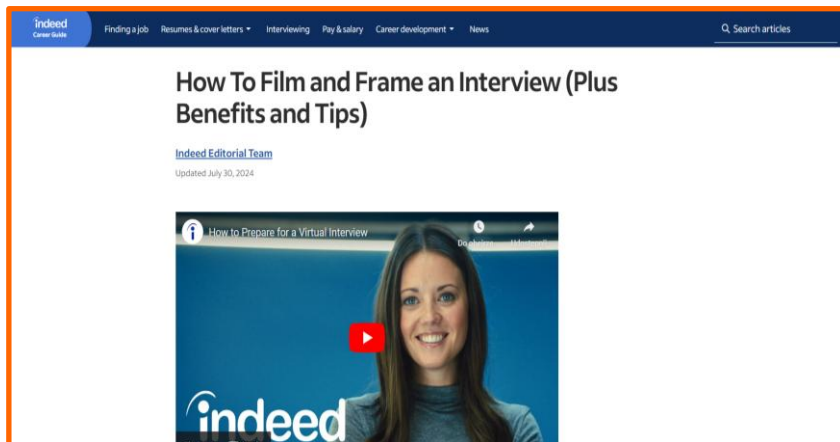 indeed
Career Guide
Finding a job
Resumes & cover letters
Interviewing
Pay & salary
Career development
News
Search articles
How To Film and Frame an Interview (Plus
Benefits and Tips)
Indeed Editorial Team
Updated July 30, 2024
How to Prepare for a Virtual Interview
indeed